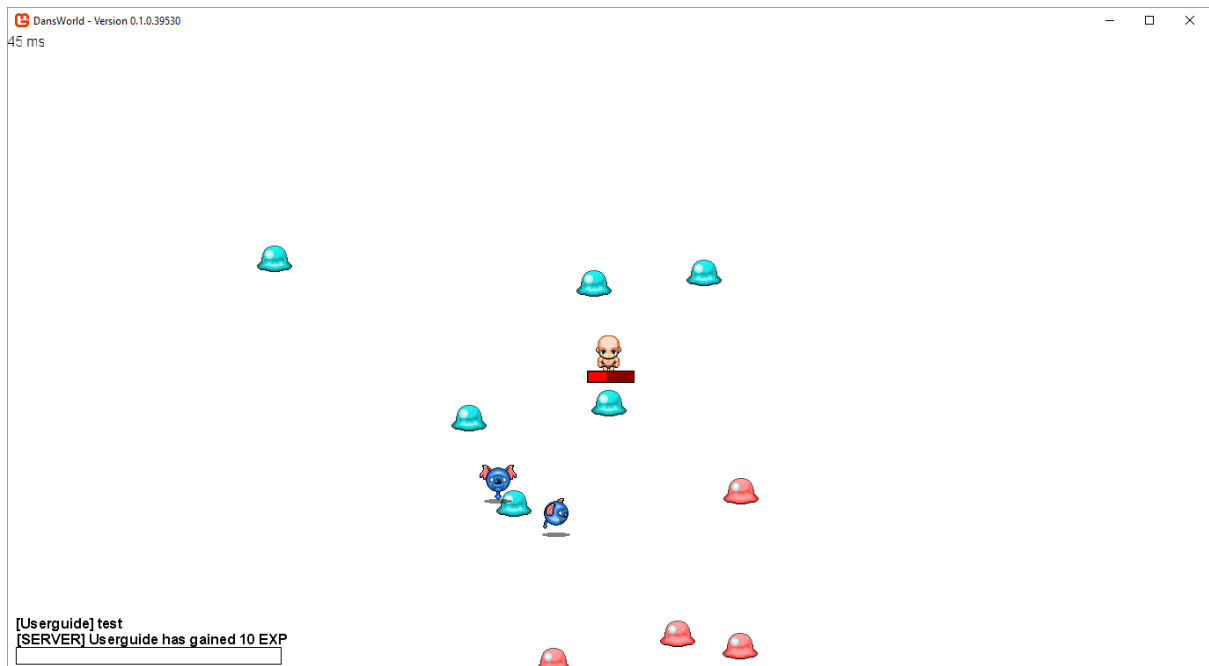 DansWorld - Version 0.1.0.39530
45 ms
[Userguide] test
[SERVER] Userguide has gained 10 EXP